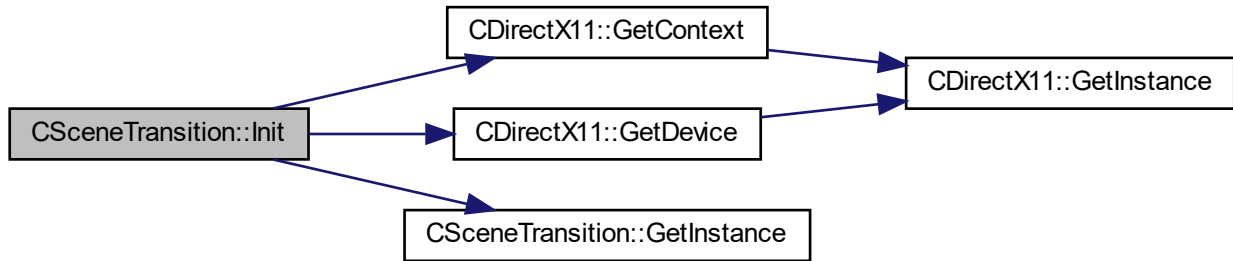 CDirectX11::GetContext
CDirectX11::GetInstance
CSceneTransition::Init
CDirectX11::GetDevice
CSceneTransition::GetInstance